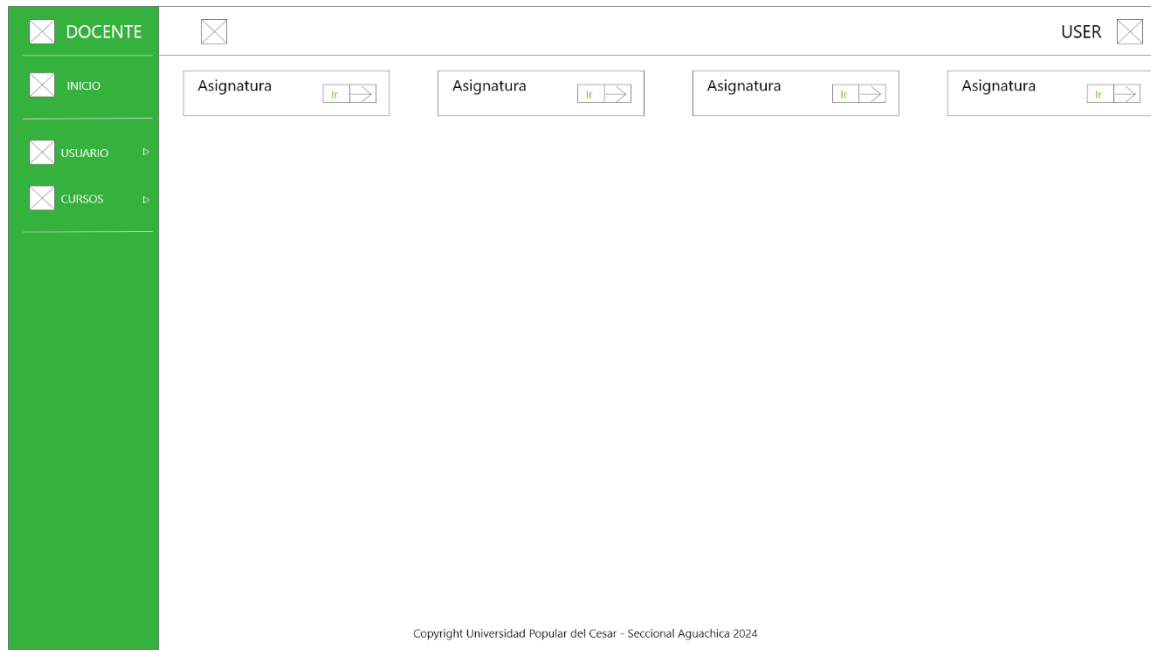 DOCENTE
USER
INICIO
USUARIO
CURSOS
Asignatura
Ir
Asignatura
Ir
Asignatura
Ir
Asignatura
Ir
Copyright Universidad Popular del Cesar - Seccional Aguachica 2024